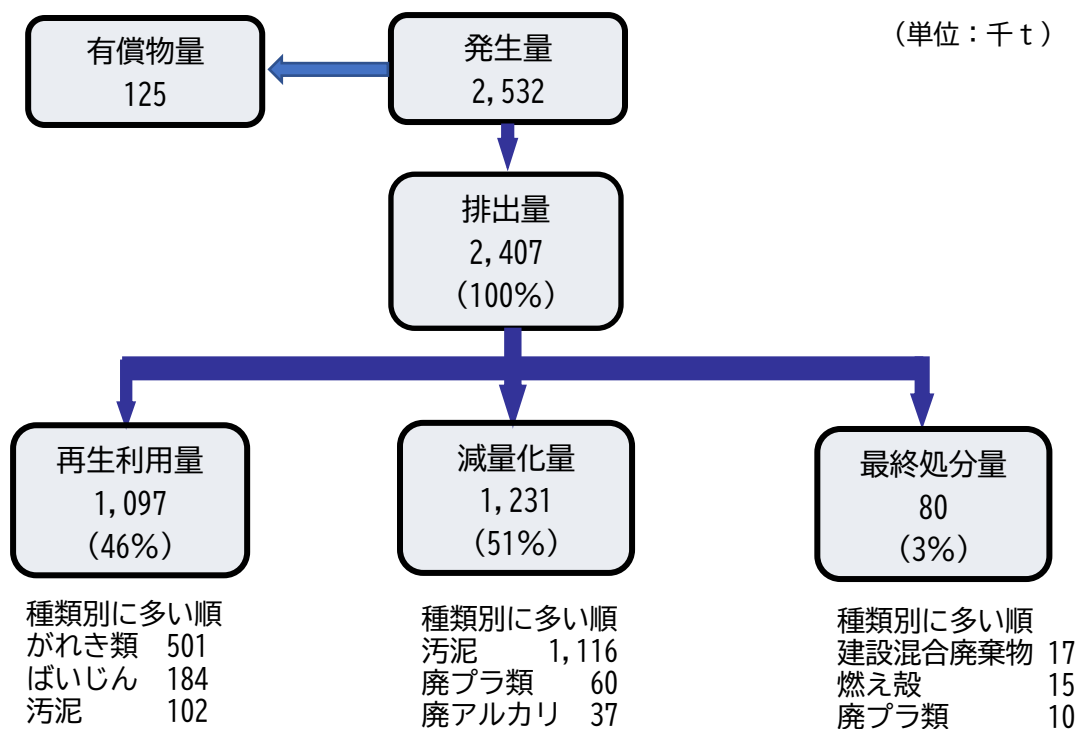 (単位：千ｔ)
有償物量
125
発生量
2,532
排出量
2,407
(100%)
再生利用量
1,097
(46%)
減量化量
1,231
(51%)
最終処分量
80
(3%)
種類別に多い順
がれき類 501
ばいじん 184
汚泥 102
種類別に多い順
汚泥 1,116
廃プラ類 60
廃アルカリ 37
種類別に多い順
建設混合廃棄物 17
燃え殻 15
廃プラ類 10